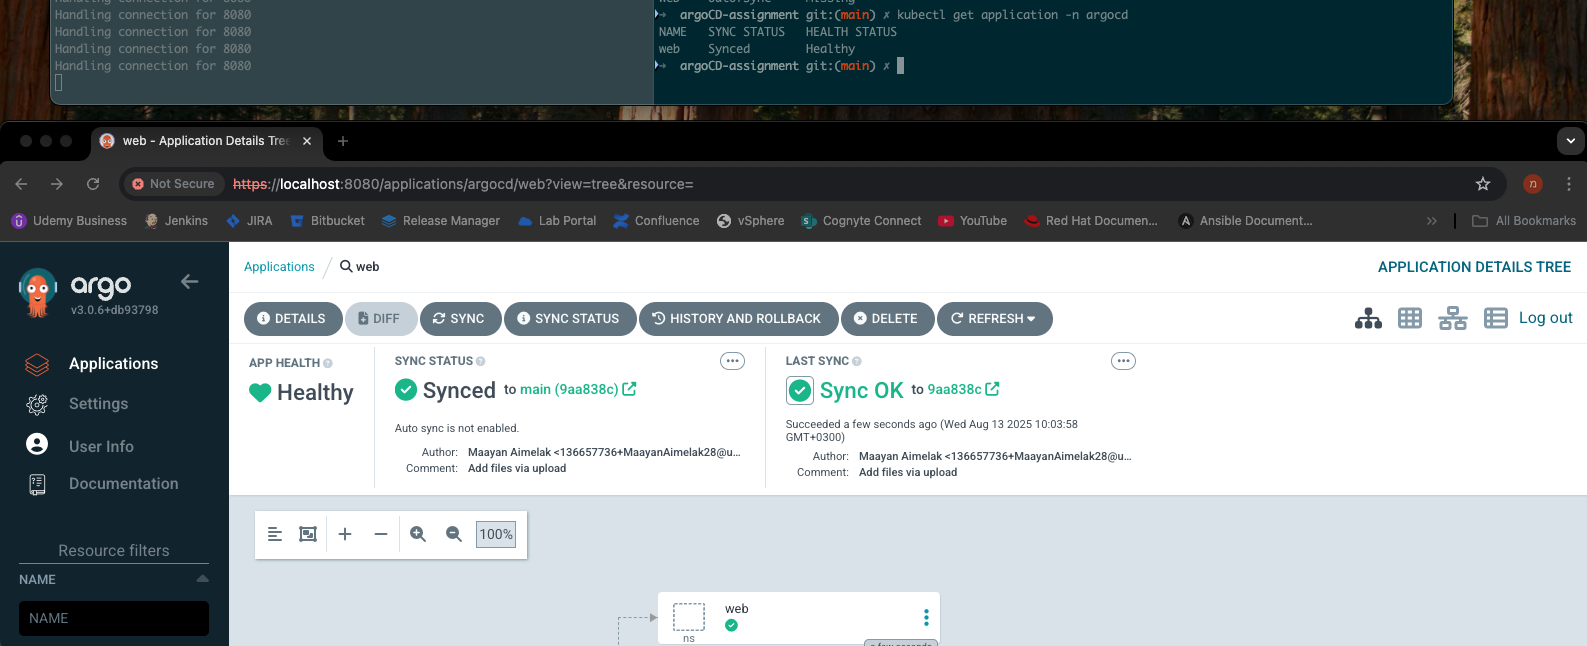 Handling connection for 8080
Handling connection for 8080
Handling connection for 8080
Handling connection for 8080
→ argoCD-assignment git:(main) ✗ kubectl get application -n argocd
NAME SYNC STATUS HEALTH STATUS
web Synced Healthy
→ argoCD-assignment git:(main) ✗
web - Application Details Tree
Not Secure https://localhost:8080/applications/argocd/web?view=tree&resource=
Udemy Business Jenkins JIRA Bitbucket Release Manager Lab Portal Confluence vSphere Cognyte Connect YouTube Red Hat Documen... Ansible Document... All Bookmarks
argo
v3.0.6+db93798
Applications
Settings
User Info
Documentation
Resource filters
NAME
NAME
Applications / web
APPLICATION DETAILS TREE
DETAILS DIFF SYNC SYNC STATUS HISTORY AND ROLLBACK DELETE REFRESH
Log out
APP HEALTH
Healthy
SYNC STATUS
Synced to main (9aa838c)
Auto sync is not enabled.
Author: Maayan Aimelak <136657736+MaayanAimelak28@u...
Comment: Add files via upload
LAST SYNC
Sync OK to 9aa838c
Succeeded a few seconds ago (Wed Aug 13 2025 10:03:58
GMT+0300)
Author: Maayan Aimelak <136657736+MaayanAimelak28@u...
Comment: Add files via upload
100%
web
ns